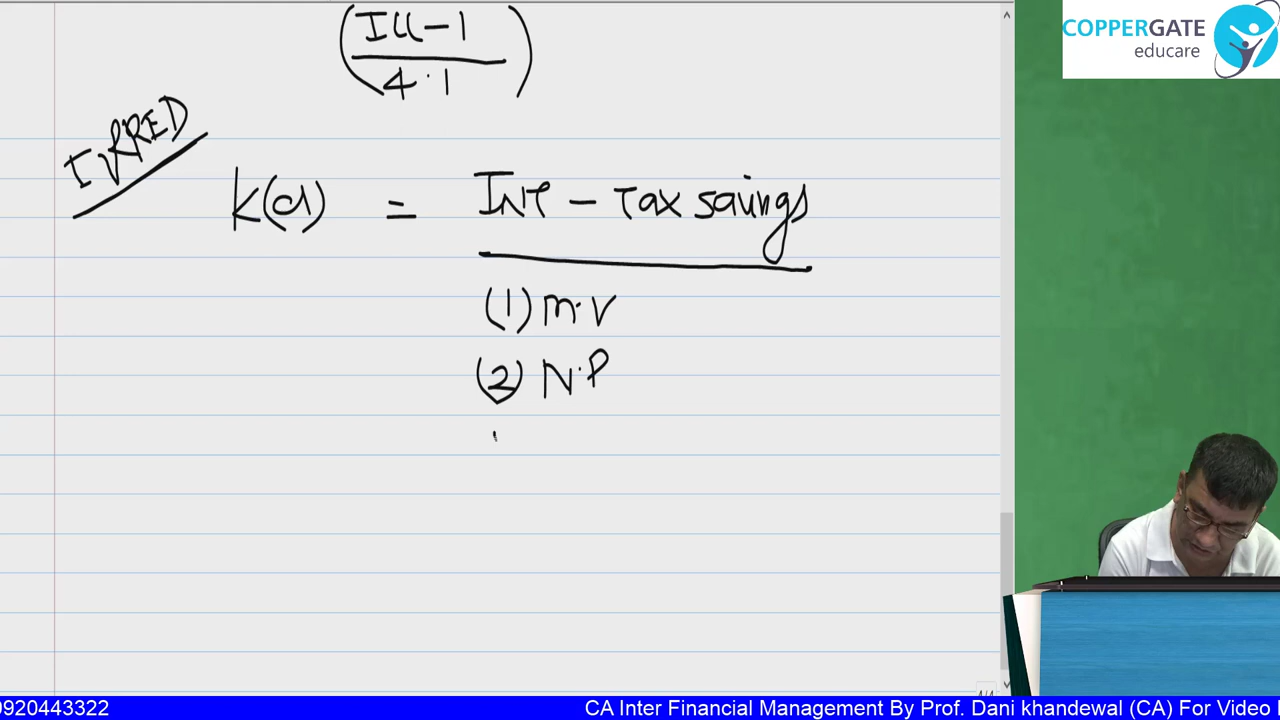 (ILL-1 / 4.1)
COPPERGATE
educare
IRRED
K(d) = INT - Tax savings
(1) M.V
(2) N.P
9920443322
CA Inter Financial Management By Prof. Dani khandewal (CA) For Video